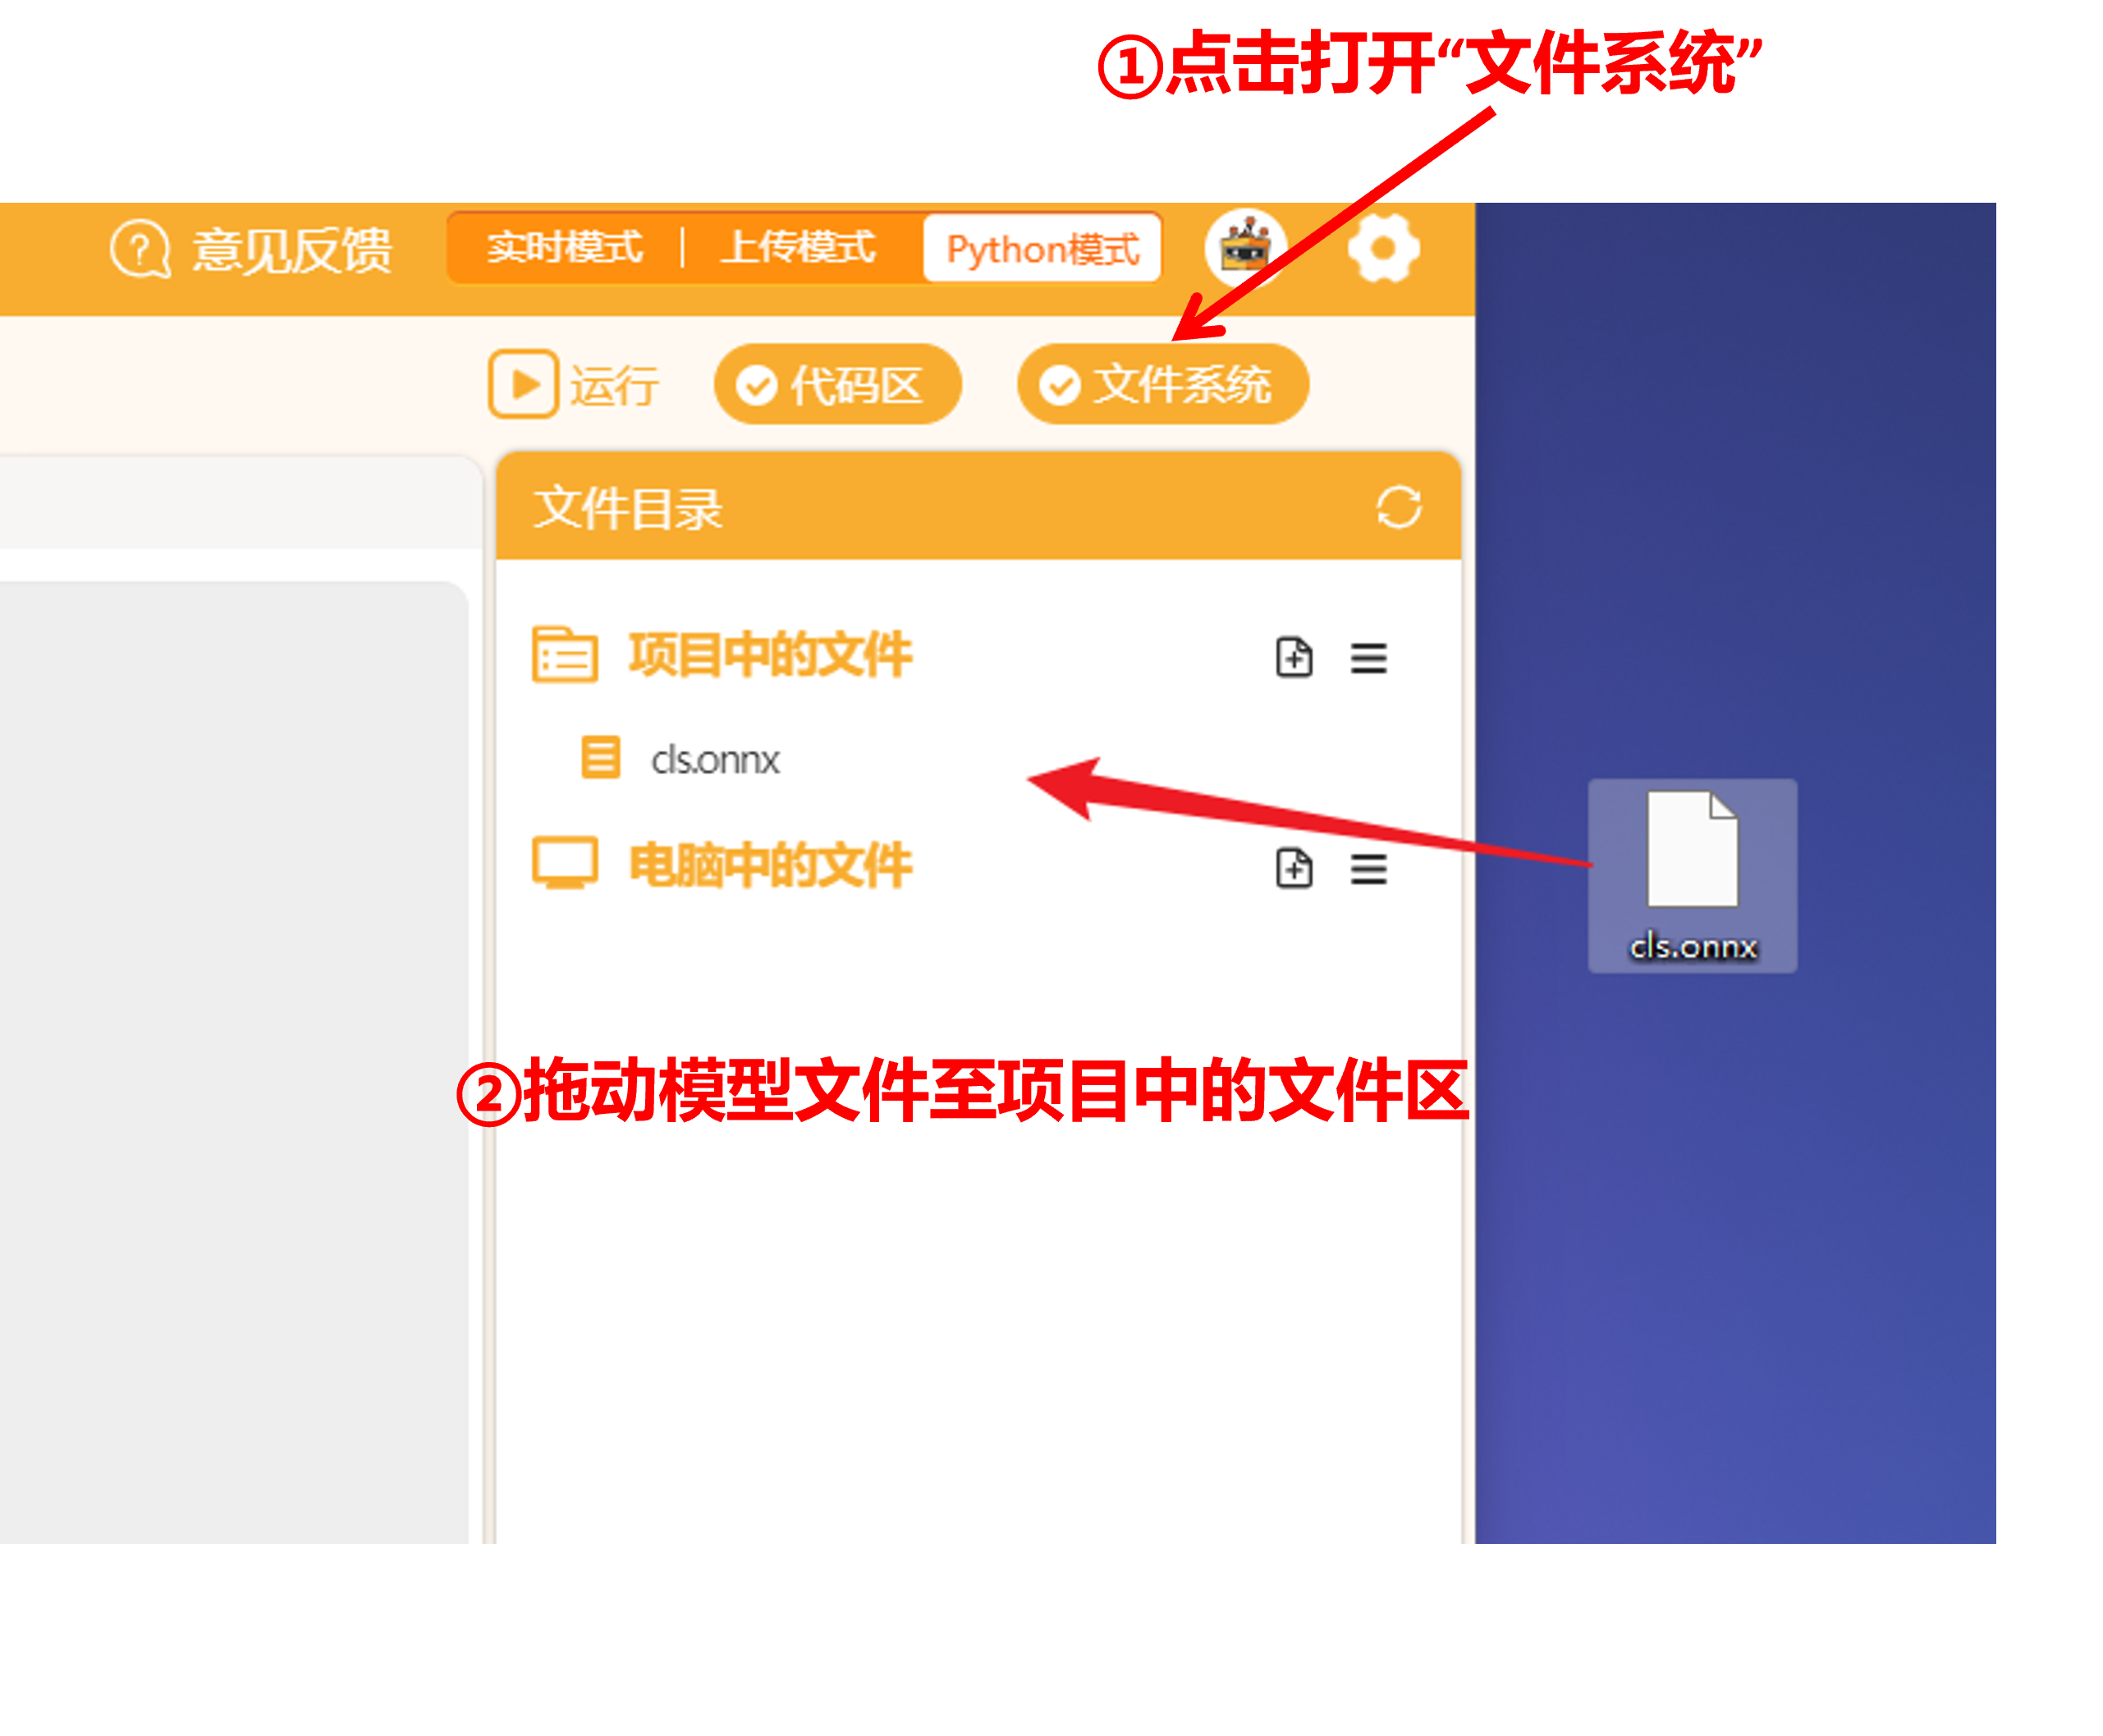 ①点击打开“文件系统”
意见反馈 实时模式 | 上传模式 Python模式
运行 代码区 文件系统
文件目录
项目中的文件
cls.onnx
电脑中的文件
cls.onnx
②拖动模型文件至项目中的文件区